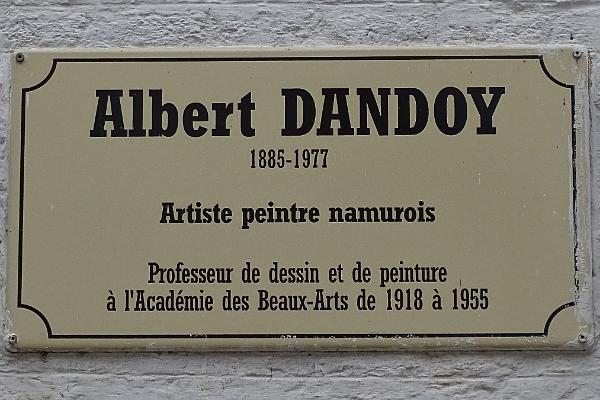 Albert DANDOY
1885-1977
Artiste peintre namurois
Professeur de dessin et de peinture
à l'Académie des Beaux-Arts de 1918 à 1955